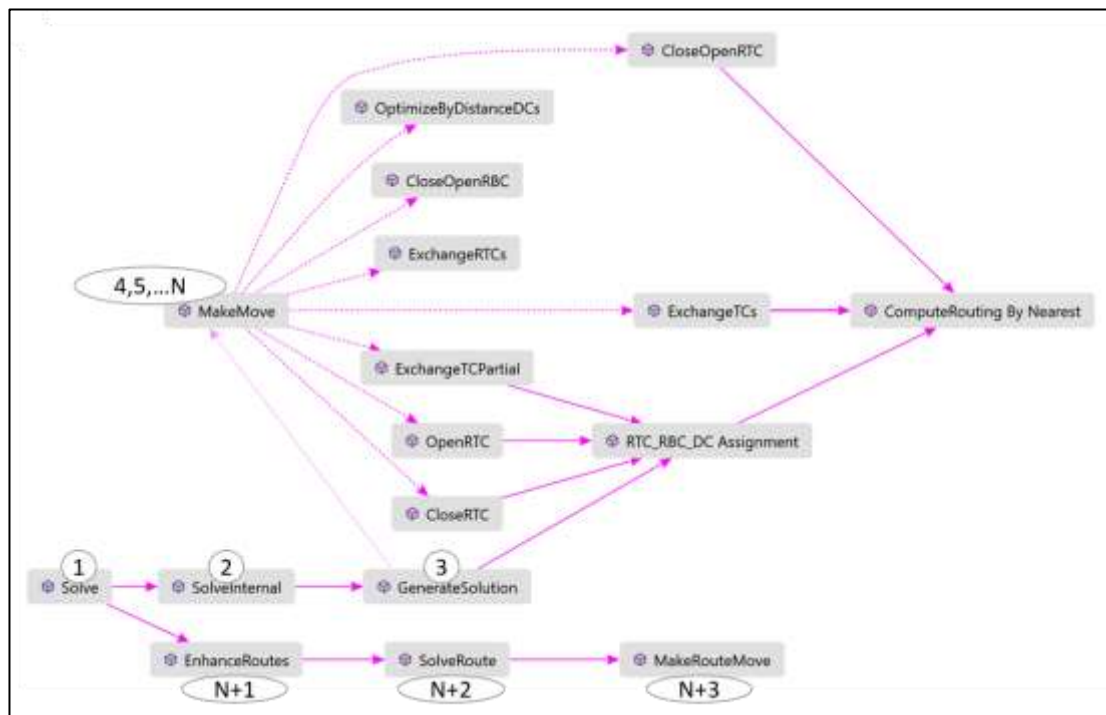 CloseOpenRTC
OptimizeByDistanceDCs
CloseOpenRBC
ExchangeRTCs
4,5,...N
MakeMove
ExchangeTCs
ComputeRouting By Nearest
ExchangeTCPartial
OpenRTC
RTC_RBC_DC Assignment
CloseRTC
1
2
3
Solve
SolveInternal
GenerateSolution
EnhanceRoutes
SolveRoute
MakeRouteMove
N+1
N+2
N+3